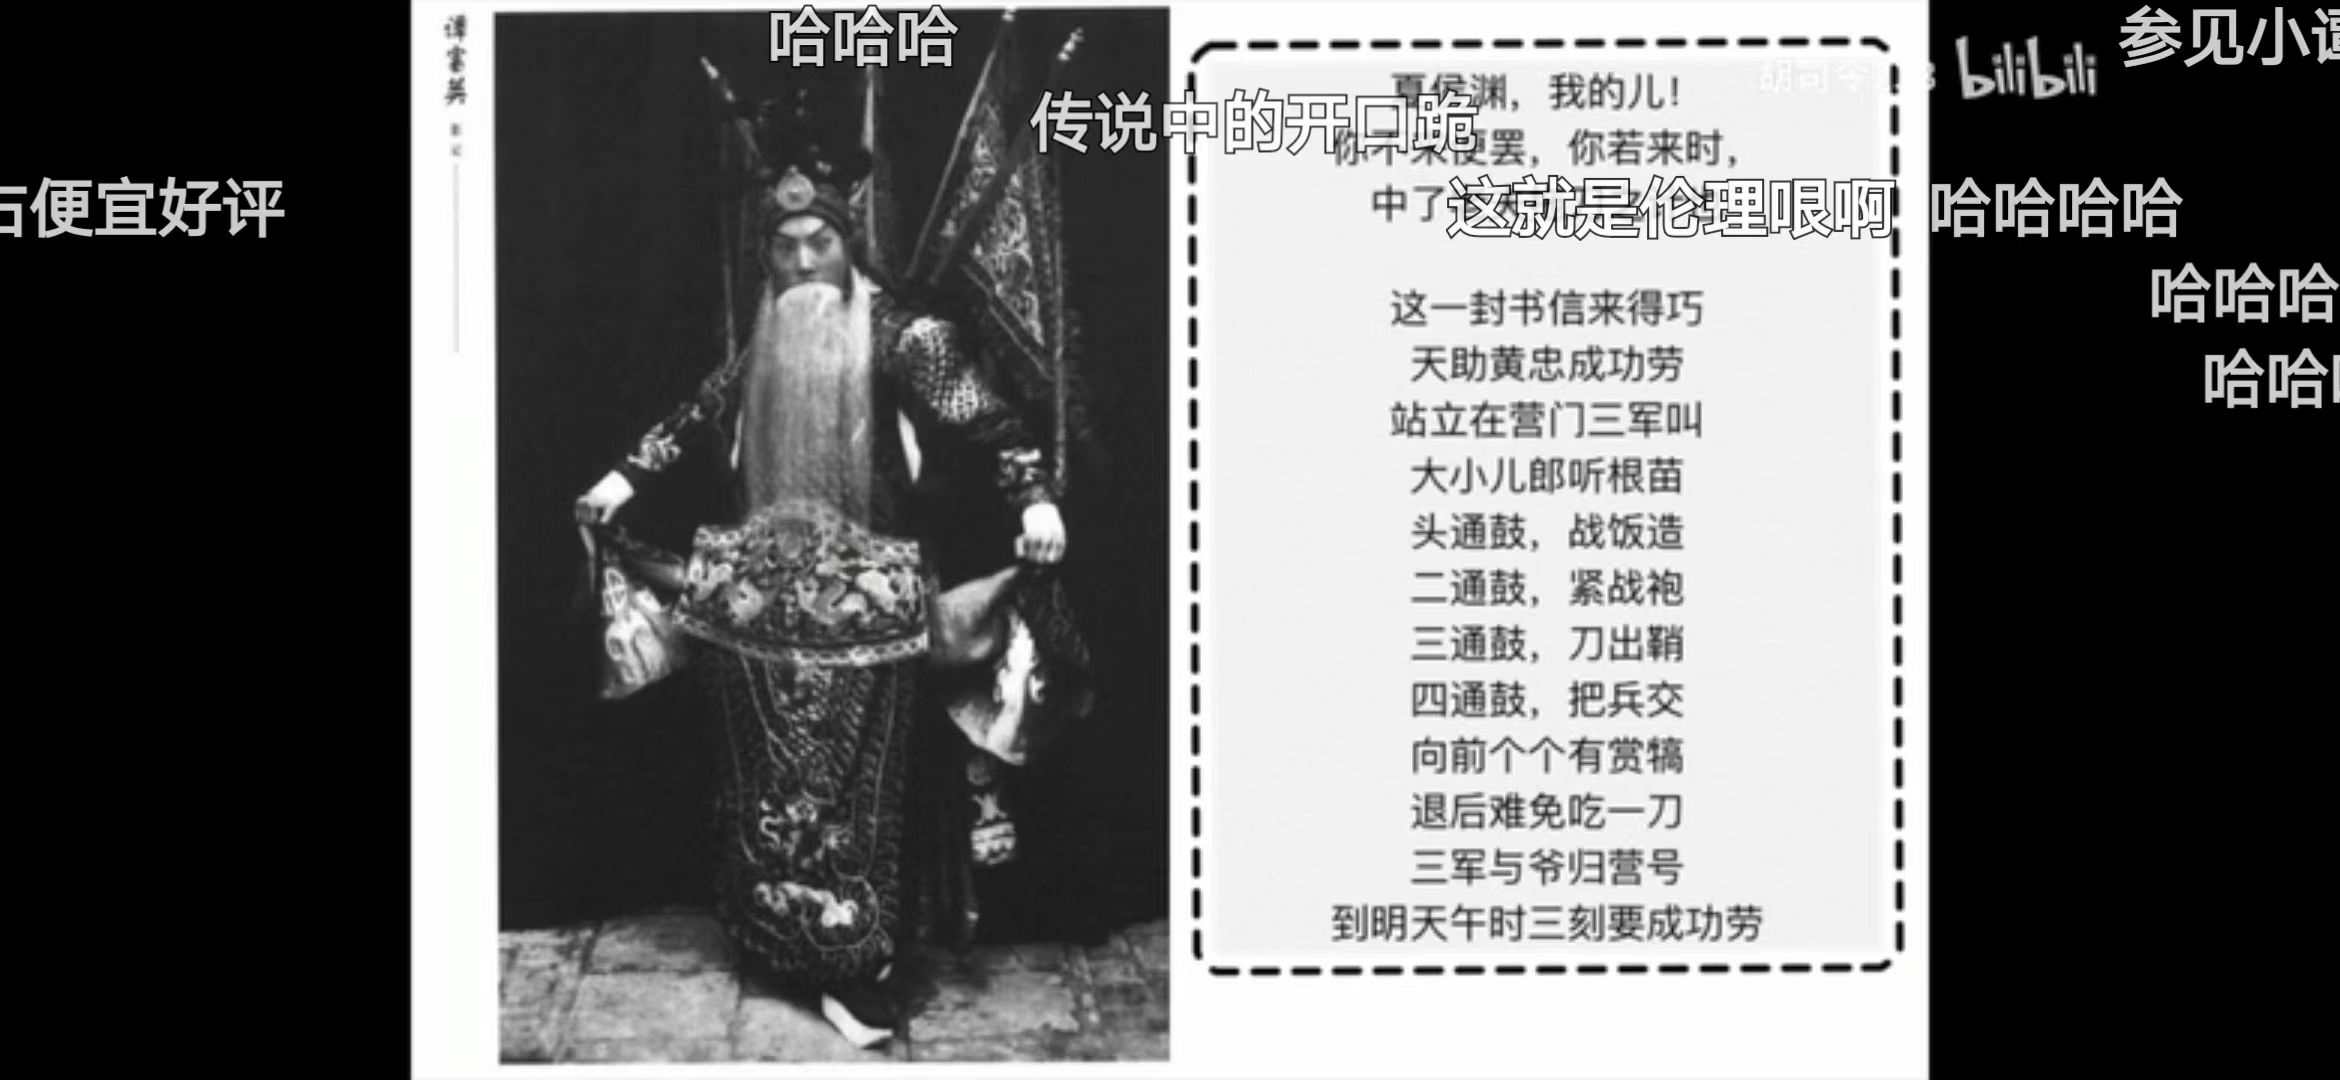 谭富英
哈哈哈
参见小谭
bilibili
传说中的开口跪
右便宜好评
这就是伦理哏啊
哈哈哈哈
哈哈哈
哈哈
夏侯渊，我的儿！
你不来便罢，你若来时，
中了
这一封书信来得巧
天助黄忠成功劳
站立在营门三军叫
大小儿郎听根苗
头通鼓，战饭造
二通鼓，紧战袍
三通鼓，刀出鞘
四通鼓，把兵交
向前个个有赏犒
退后难免吃一刀
三军与爷归营号
到明天午时三刻要成功劳